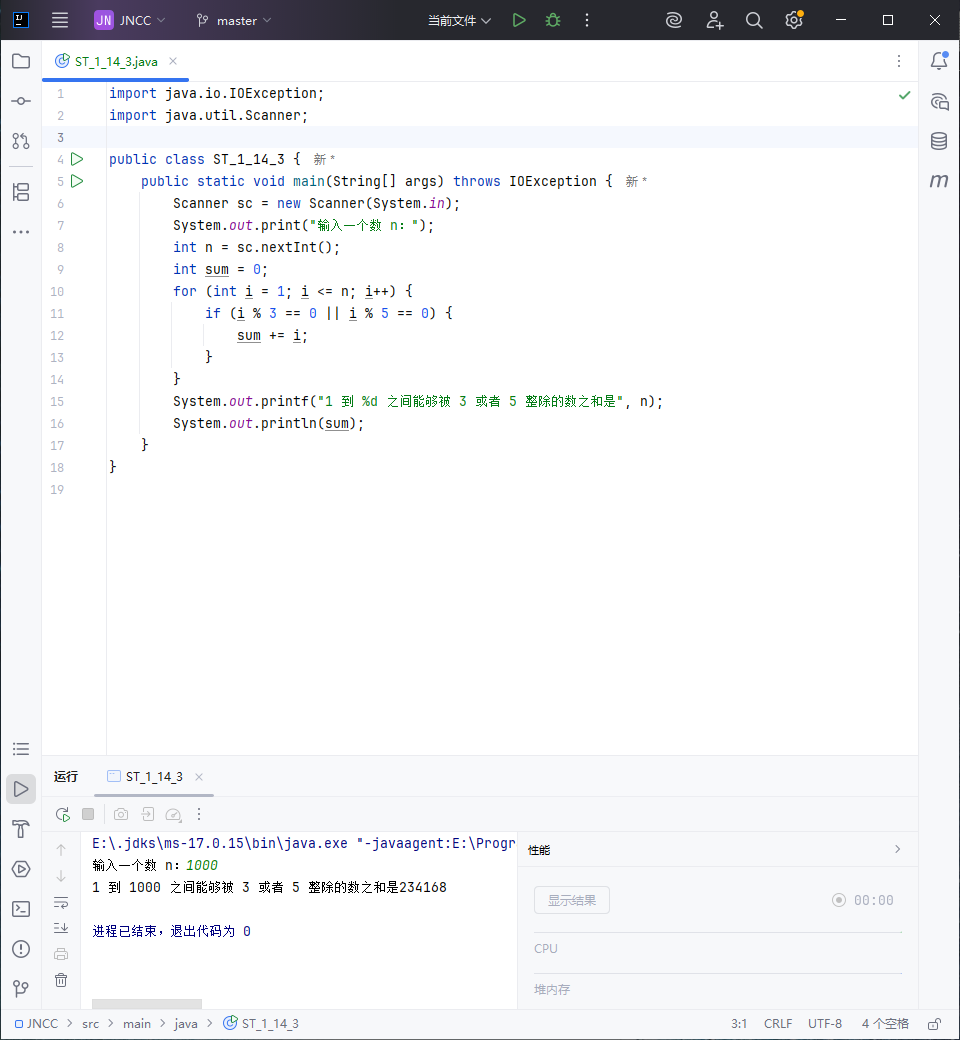 JN JNCC master 当前文件
ST_1_14_3.java
1 import java.io.IOException;
2 import java.util.Scanner;
3
4 public class ST_1_14_3 { 新 *
5 public static void main(String[] args) throws IOException { 新 *
6 Scanner sc = new Scanner(System.in);
7 System.out.print("输入一个数 n: ");
8 int n = sc.nextInt();
9 int sum = 0;
10 for (int i = 1; i <= n; i++) {
11 if (i % 3 == 0 || i % 5 == 0) {
12 sum += i;
13 }
14 }
15 System.out.printf("1 到 %d 之间能够被 3 或者 5 整除的数之和是", n);
16 System.out.println(sum);
17 }
18 }
19
运行 ST_1_14_3
E:\.jdks\ms-17.0.15\bin\java.exe "-javaagent:E:\Progr
输入一个数 n: 1000
1 到 1000 之间能够被 3 或者 5 整除的数之和是234168
进程已结束，退出代码为 0
性能
显示结果 00:00
CPU
堆内存
JNCC > src > main > java > ST_1_14_3 3:1 CRLF UTF-8 4 个空格